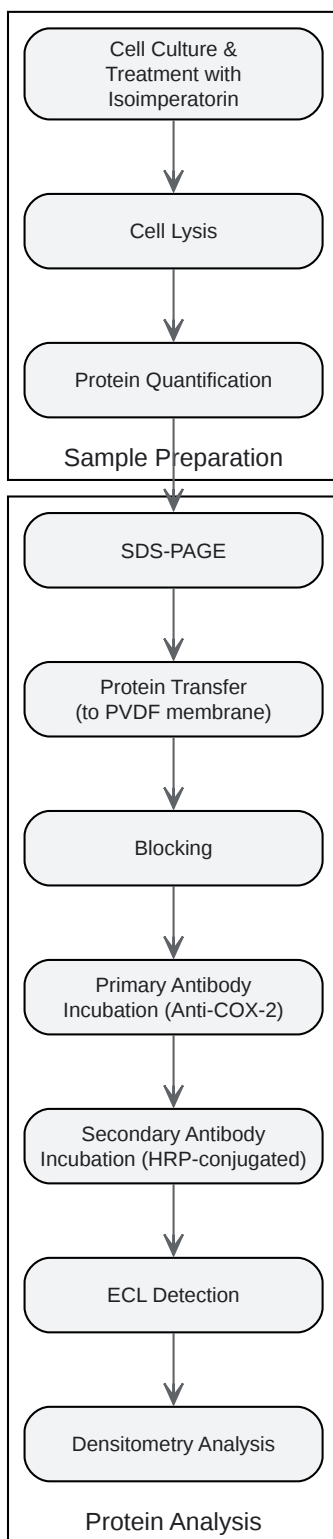 Cell Culture &
Treatment with
Isoimperatorin
Cell Lysis
Protein Quantification
Sample Preparation
SDS-PAGE
Protein Transfer
(to PVDF membrane)
Blocking
Primary Antibody
Incubation (Anti-COX-2)
Secondary Antibody
Incubation (HRP-conjugated)
ECL Detection
Densitometry Analysis
Protein Analysis